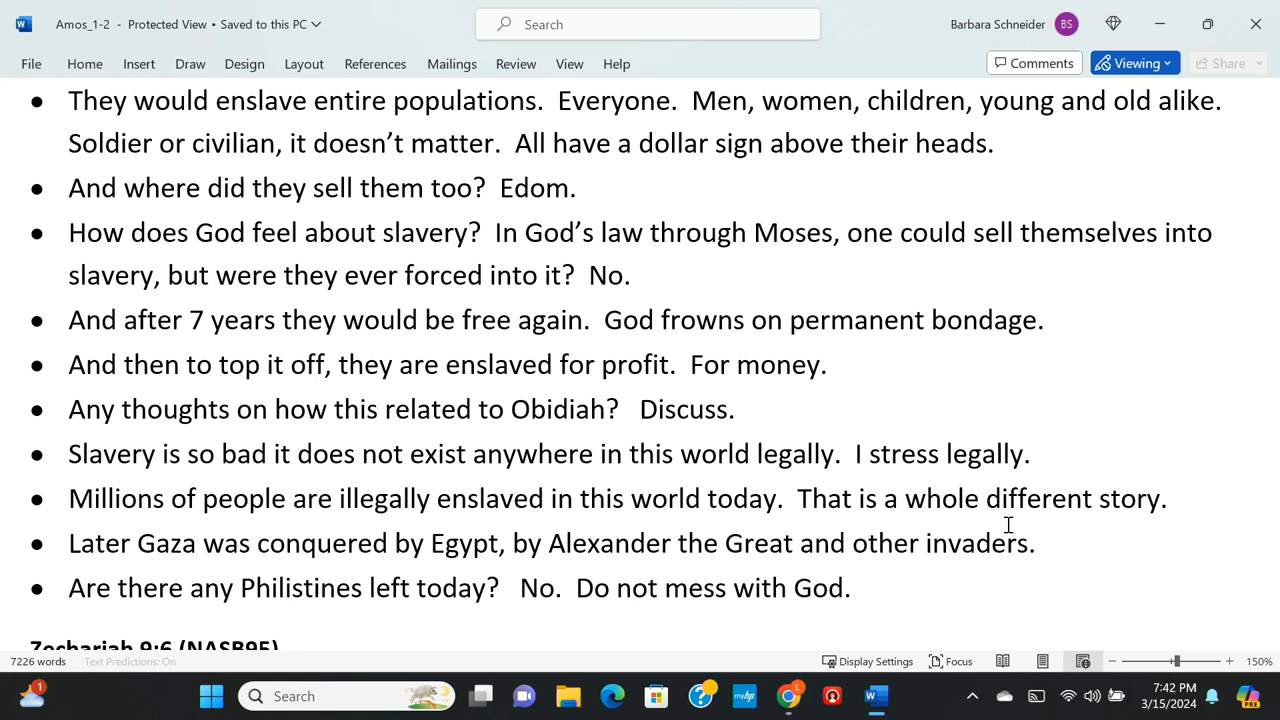 Amos_1-2 - Protected View • Saved to this PC
Search
Barbara Schneider
BS
File Home Insert Draw Design Layout References Mailings Review View Help
Comments
Viewing
Share
• They would enslave entire populations. Everyone. Men, women, children, young and old alike.
Soldier or civilian, it doesn’t matter. All have a dollar sign above their heads.
• And where did they sell them too? Edom.
• How does God feel about slavery? In God’s law through Moses, one could sell themselves into
slavery, but were they ever forced into it? No.
• And after 7 years they would be free again. God frowns on permanent bondage.
• And then to top it off, they are enslaved for profit. For money.
• Any thoughts on how this related to Obidiah? Discuss.
• Slavery is so bad it does not exist anywhere in this world legally. I stress legally.
• Millions of people are illegally enslaved in this world today. That is a whole different story.
• Later Gaza was conquered by Egypt, by Alexander the Great and other invaders.
• Are there any Philistines left today? No. Do not mess with God.
Zechariah 9:6 (NASB95)
7226 words
Text Predictions: On
Display Settings
Focus
150%
1
Search
myhp
L
7:42 PM
3/15/2024
PRE